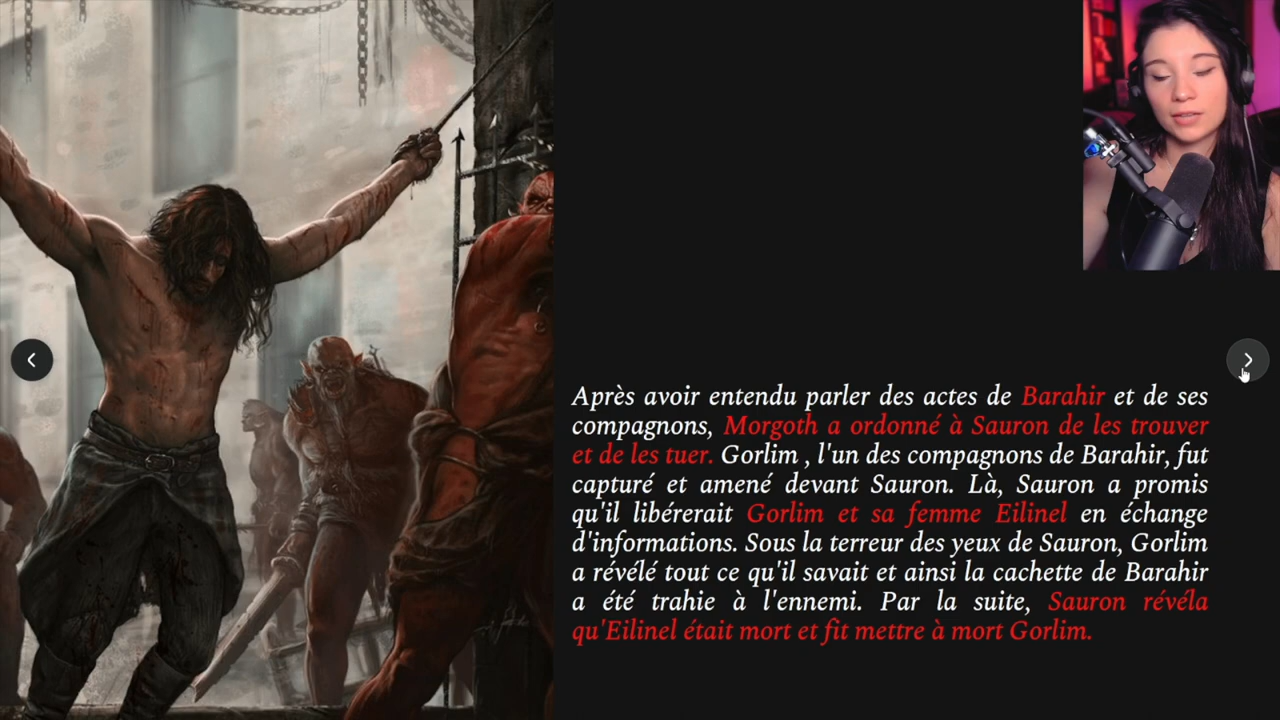 Après avoir entendu parler des actes de Barahir et de ses
compagnons, Morgoth a ordonné à Sauron de les trouver
et de les tuer. Gorlim , l'un des compagnons de Barahir, fut
capturé et amené devant Sauron. Là, Sauron a promis
qu'il libérerait Gorlim et sa femme Eilinel en échange
d'informations. Sous la terreur des yeux de Sauron, Gorlim
a révélé tout ce qu'il savait et ainsi la cachette de Barahir
a été trahie à l'ennemi. Par la suite, Sauron révéla
qu'Eilinel était mort et fit mettre à mort Gorlim.